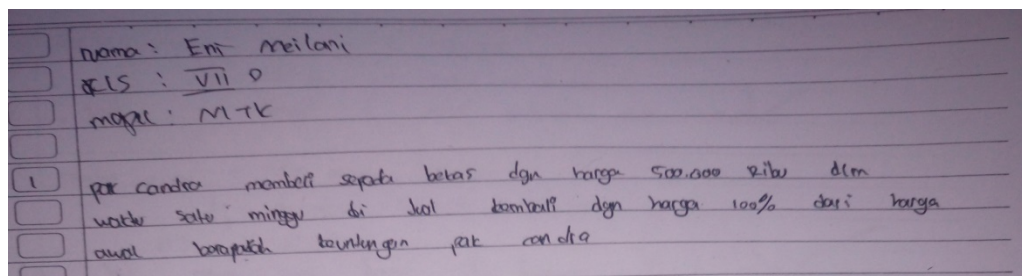 nama : Eni Meilani
KLS : VII D
mapel : MTK
1 pak candra membeli sepeda bekas dgn harga 500.000 Ribu dlm
waktu satu minggu di Jual kembali dgn harga 100% dari harga
awal berapakah keuntungan pak candra